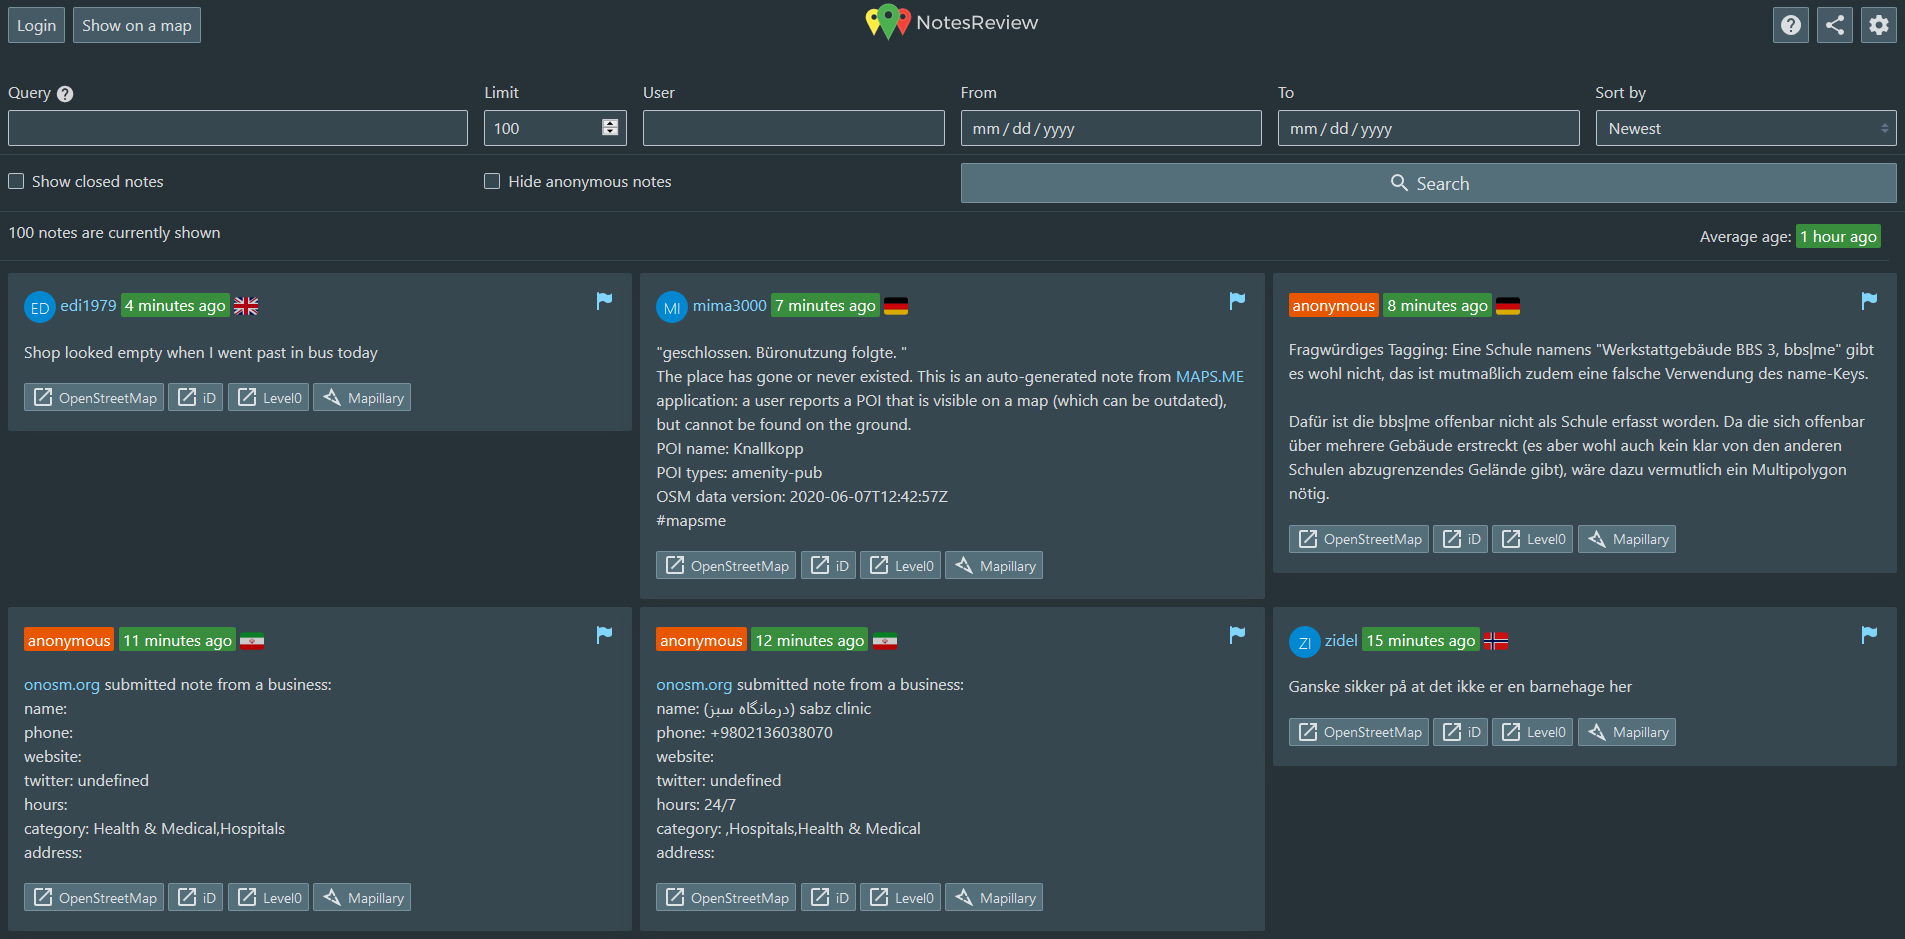 Login
Show on a map
NotesReview
Query
Limit
User
From
To
Sort by
100
mm/dd/yyyy
mm/dd/yyyy
Newest
Show closed notes
Hide anonymous notes
Search
100 notes are currently shown
Average age: 1 hour ago
ED edi1979 4 minutes ago
Shop looked empty when I went past in bus today
OpenStreetMap iD Level0 Mapillary
MI mima3000 7 minutes ago
"geschlossen. Büronutzung folgte. "
The place has gone or never existed. This is an auto-generated note from MAPS.ME
application: a user reports a POI that is visible on a map (which can be outdated),
but cannot be found on the ground.
POI name: Knallkopp
POI types: amenity-pub
OSM data version: 2020-06-07T12:42:57Z
#mapsme
OpenStreetMap iD Level0 Mapillary
anonymous 8 minutes ago
Fragwürdiges Tagging: Eine Schule namens "Werkstattgebäude BBS 3, bbs|me" gibt
es wohl nicht, das ist mutmaßlich zudem eine falsche Verwendung des name-Keys.
Dafür ist die bbs|me offenbar nicht als Schule erfasst worden. Da die sich offenbar
über mehrere Gebäude erstreckt (es aber wohl auch kein klar von den anderen
Schulen abzugrenzendes Gelände gibt), wäre dazu vermutlich ein Multipolygon
nötig.
OpenStreetMap iD Level0 Mapillary
anonymous 11 minutes ago
onosm.org submitted note from a business:
name:
phone:
website:
twitter: undefined
hours:
category: Health & Medical,Hospitals
address:
OpenStreetMap iD Level0 Mapillary
anonymous 12 minutes ago
onosm.org submitted note from a business:
name: (درمانگاه سبز) sabz clinic
phone: +9802136038070
website:
twitter: undefined
hours: 24/7
category: ,Hospitals,Health & Medical
address:
OpenStreetMap iD Level0 Mapillary
ZI zidel 15 minutes ago
Ganske sikker på at det ikke er en barnehage her
OpenStreetMap iD Level0 Mapillary